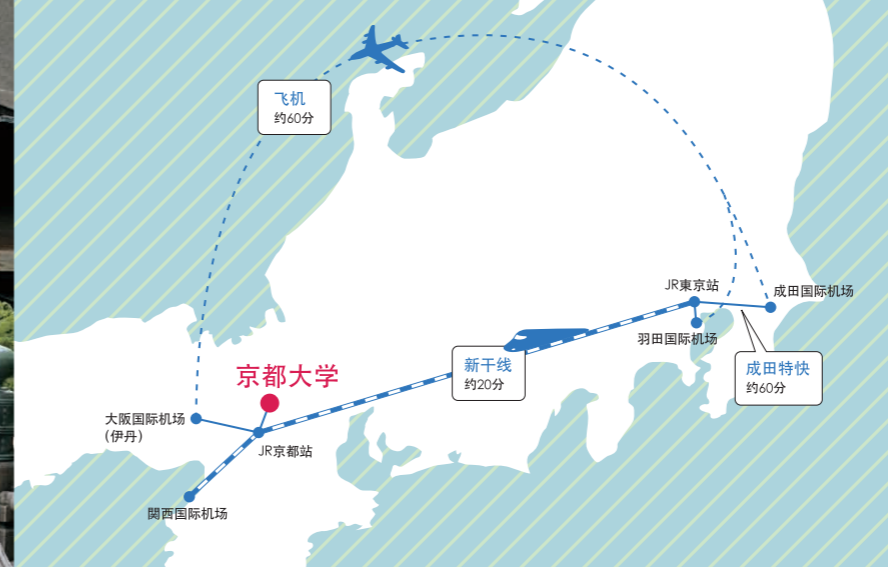 飞机
约60分
JR東京站
成田国际机场
羽田国际机场
新干线
约20分
成田特快
约60分
京都大学
大阪国际机场
(伊丹)
JR京都站
関西国际机场